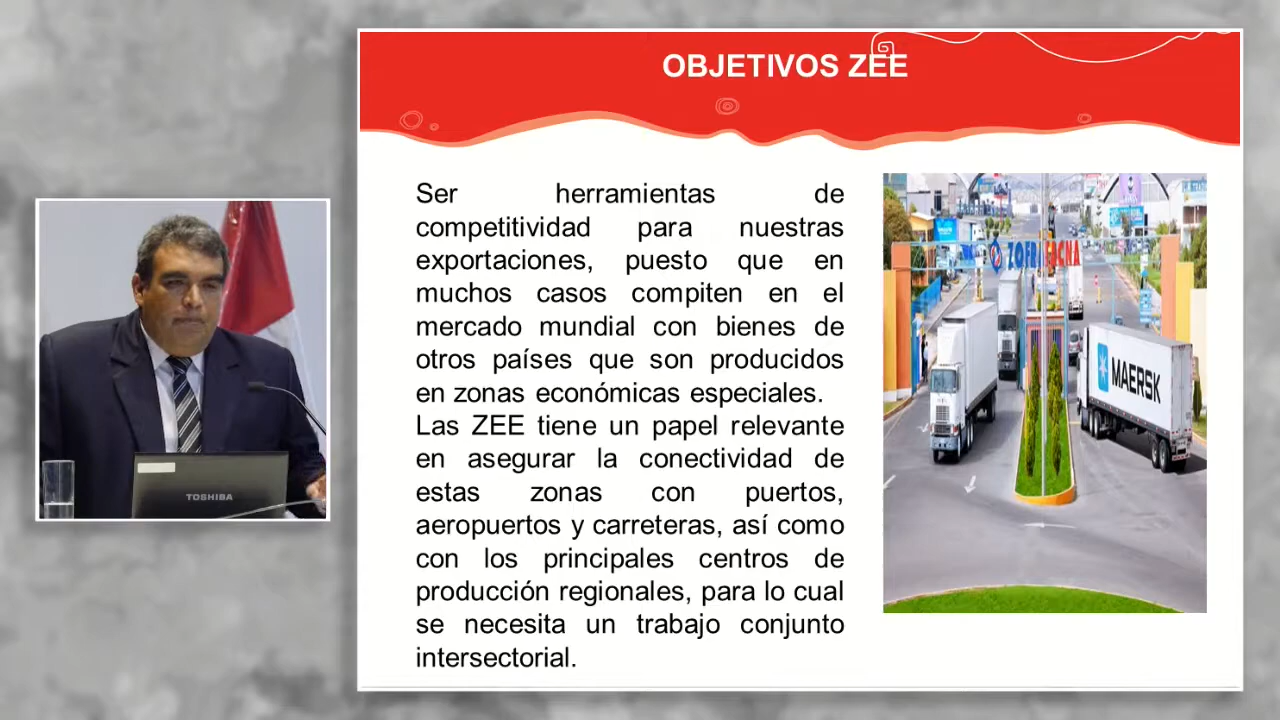 OBJETIVOS ZEE
Ser herramientas de
competitividad para nuestras
exportaciones, puesto que en
muchos casos compiten en el
mercado mundial con bienes de
otros países que son producidos
en zonas económicas especiales.
Las ZEE tiene un papel relevante
en asegurar la conectividad de
estas zonas con puertos,
aeropuertos y carreteras, así como
con los principales centros de
producción regionales, para lo cual
se necesita un trabajo conjunto
intersectorial.
ZOFRATACNA
MAERSK
TOSHIBA